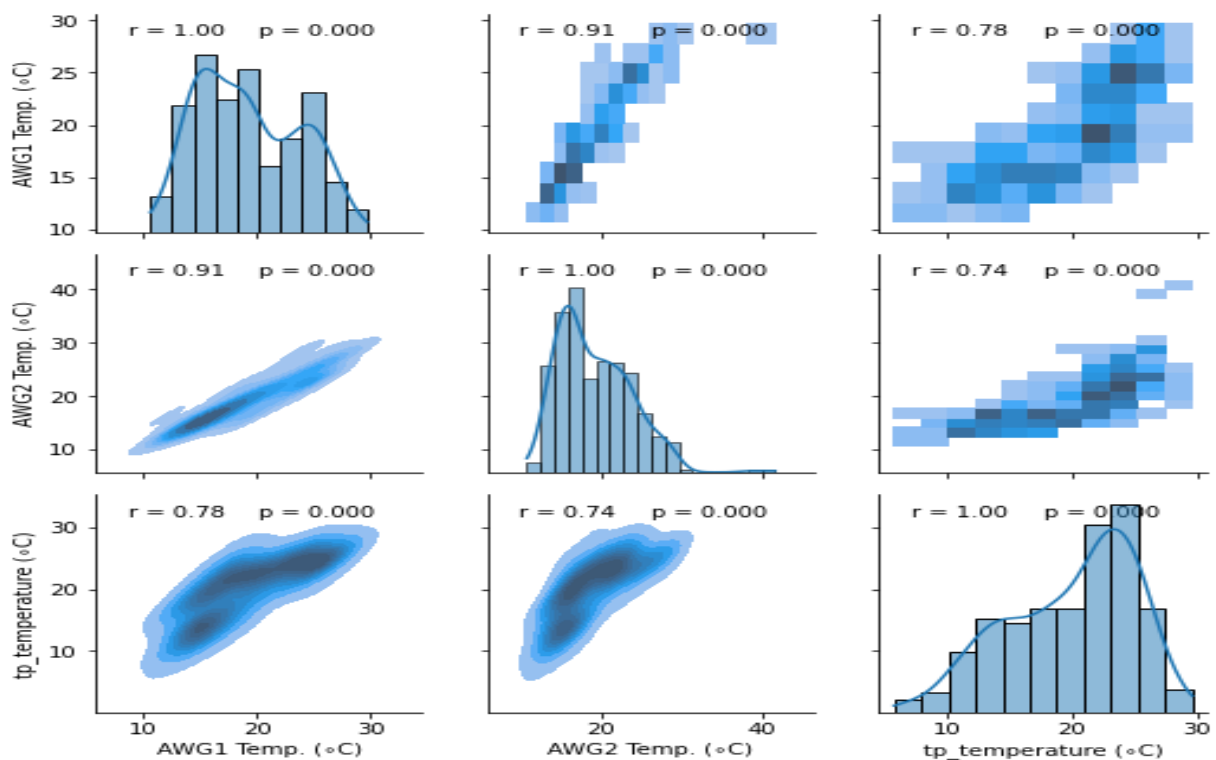 30
r = 1.00 p = 0.000
r = 0.91 p = 0.000
r = 0.78 p = 0.000
25
20
15
10
AWG1 Temp. (∘C)
r = 0.91 p = 0.000
r = 1.00 p = 0.000
r = 0.74 p = 0.000
40
30
20
10
AWG2 Temp. (∘C)
r = 0.78 p = 0.000
r = 0.74 p = 0.000
r = 1.00 p = 0.000
30
20
10
tp_temperature (∘C)
10 20 30
20 40
10 20 30
AWG1 Temp. (∘C)
AWG2 Temp. (∘C)
tp_temperature (∘C)